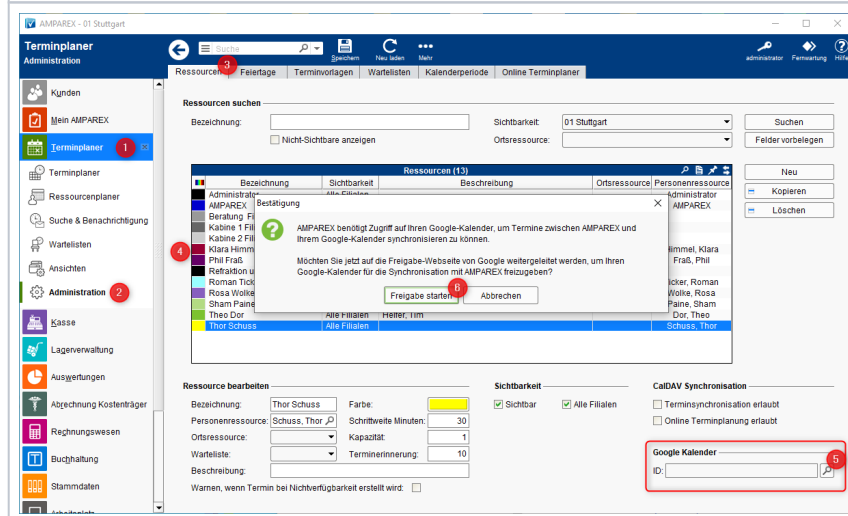 AMPAREX - 01 Stuttgart
Terminplaner
Administration
Suche
Speichern
Neu laden
Mehr
administrator
Fernwartung
Hilfe
3
Ressourcen
Feiertage
Terminvorlagen
Wartelisten
Kalenderperiode
Online Terminplaner
Kunden
Mein AMPAREX
Terminplaner
1
Terminplaner
Ressourcenplaner
Suche & Benachrichtigung
Wartelisten
Ansichten
Administration
2
Kasse
Lagerverwaltung
Auswertungen
Abrechnung Kostenträger
Rechnungswesen
Buchhaltung
Stammdaten
Ressourcen suchen
Bezeichnung:
Sichtbarkeit:
01 Stuttgart
Suchen
Nicht-Sichtbare anzeigen
Ortsressource:
Felder vorbelegen
Ressourcen (13)
Neu
Kopieren
Löschen
Bezeichnung
Sichtbarkeit
Beschreibung
Ortsressource
Personenressource
Administrator
Alle Filialen
Administrator
AMPAREX
AMPAREX
Beratung
Kabine 1 Fil
Kabine 2 Fil
4
Klara Himm
Himmel, Klara
Phil Fraß
Fraß, Phil
Refraktion u
Roman Tick
Ticker, Roman
Rosa Wolke
Wolke, Rosa
Sham Paine
Paine, Sham
Theo Dor
Alle Filialen
Helfer, Tim
Dor, Theo
Thor Schuss
Alle Filialen
Schuss, Thor
Bestätigung
AMPAREX benötigt Zugriff auf Ihren Google-Kalender, um Termine zwischen AMPAREX und
Ihrem Google-Kalender synchronisieren zu können.
Möchten Sie jetzt auf die Freigabe-Webseite von Google weitergeleitet werden, um Ihren
Google-Kalender für die Synchronisation mit AMPAREX freizugeben?
Freigabe starten
6
Abbrechen
Ressource bearbeiten
Sichtbarkeit
CalDAV Synchronisation
Bezeichnung:
Thor Schuss
Farbe:
Sichtbar
Alle Filialen
Terminsynchronisation erlaubt
Personenressource:
Schuss, Thor
Schrittweite Minuten:
30
Online Terminplanung erlaubt
Ortsressource:
Kapazität:
1
Warteliste:
Terminerinnerung:
10
Google Kalender
5
ID:
Beschreibung:
Warnen, wenn Termin bei Nichtverfügbarkeit erstellt wird: